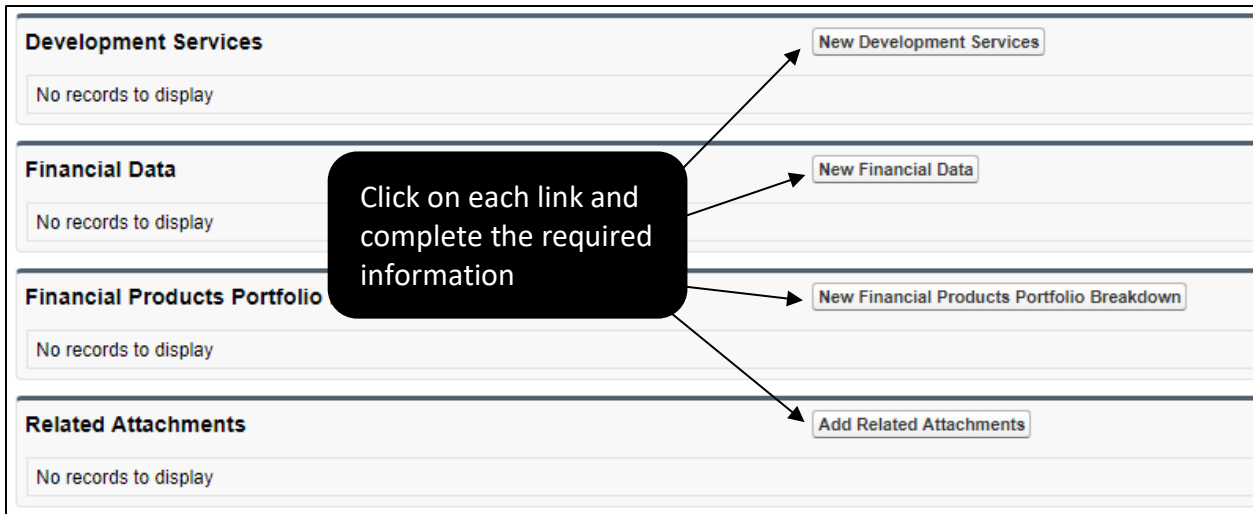 Development Services
New Development Services
No records to display
Financial Data
New Financial Data
No records to display
Click on each link and
complete the required
information
Financial Products Portfolio
New Financial Products Portfolio Breakdown
No records to display
Related Attachments
Add Related Attachments
No records to display